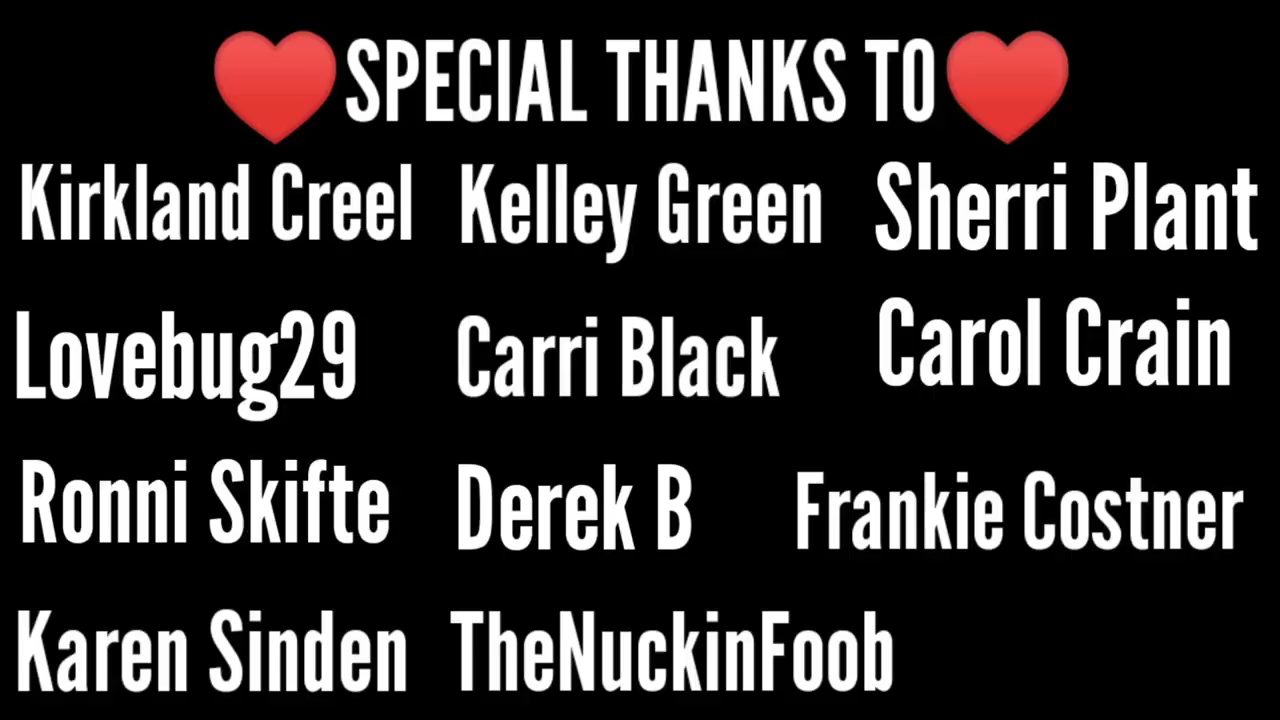 ♥SPECIAL THANKS TO♥
Kirkland Creel Kelley Green Sherri Plant
Lovebug29 Carri Black Carol Crain
Ronni Skifte Derek B Frankie Costner
Karen Sinden TheNuckinFoob